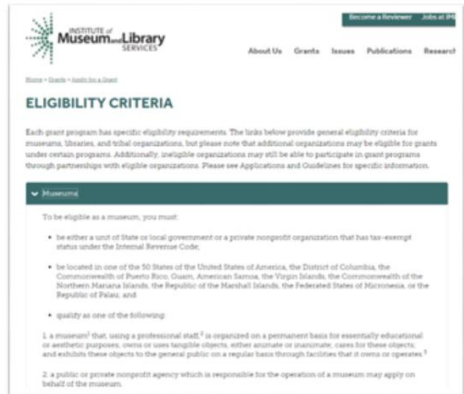 Become a Reviewer Jobs at IM
INSTITUTE of
Museum and Library
SERVICES
About Us Grants Issues Publications Research
Home » Grants » Apply for a Grant
ELIGIBILITY CRITERIA
Each grant program has specific eligibility requirements. The links below provide general eligibility criteria for
museums, libraries, and tribal organizations, but please note that additional organizations may be eligible for grants
under certain programs. Additionally, ineligible organizations may still be able to participate in grant programs
through partnerships with eligible organizations. Please see Applications and Guidelines for specific information.
Museums
To be eligible as a museum, you must:
• be either a unit of State or local government or a private nonprofit organization that has tax-exempt
status under the Internal Revenue Code;
• be located in one of the 50 States of the United States of America, the District of Columbia, the
Commonwealth of Puerto Rico, Guam, American Samoa, the Virgin Islands, the Commonwealth of the
Northern Mariana Islands, the Republic of the Marshall Islands, the Federated States of Micronesia, or the
Republic of Palau; and
• qualify as one of the following:
1. a museum¹ that, using a professional staff,² is organized on a permanent basis for essentially educational
or aesthetic purposes; owns or uses tangible objects, either animate or inanimate; cares for these objects;
and exhibits these objects to the general public on a regular basis through facilities that it owns or operates.³
2. a public or private nonprofit agency which is responsible for the operation of a museum may apply on
behalf of the museum.